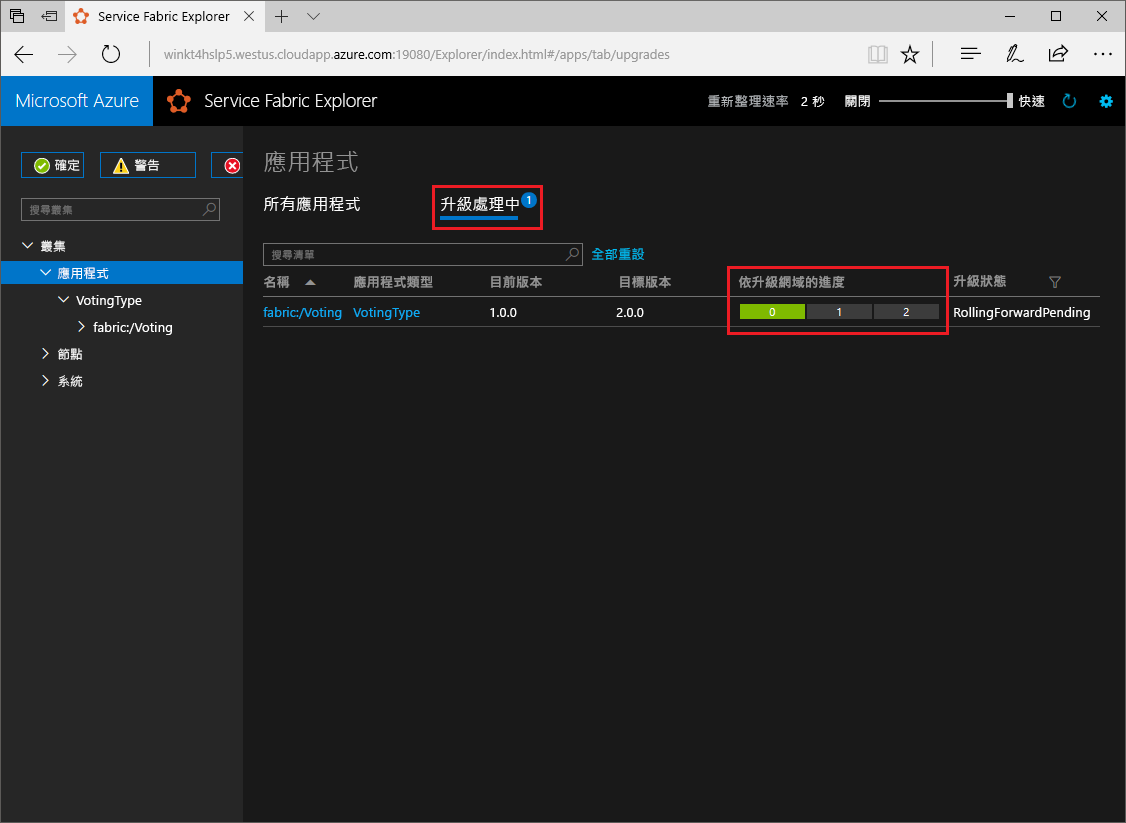 Service Fabric Explorer
winkt4hslp5.westus.cloudapp.azure.com:19080/Explorer/index.html#/apps/tab/upgrades
Microsoft Azure Service Fabric Explorer 重新整理速率 2 秒 關閉 快速
確定 警告
搜尋叢集
叢集
應用程式
VotingType
fabric:/Voting
節點
系統
應用程式
所有應用程式 升級處理中 1
搜尋清單 全部重設
名稱 應用程式類型 目前版本 目標版本 依升級網域的進度 升級狀態
fabric:/Voting VotingType 1.0.0 2.0.0 0 1 2 RollingForwardPending